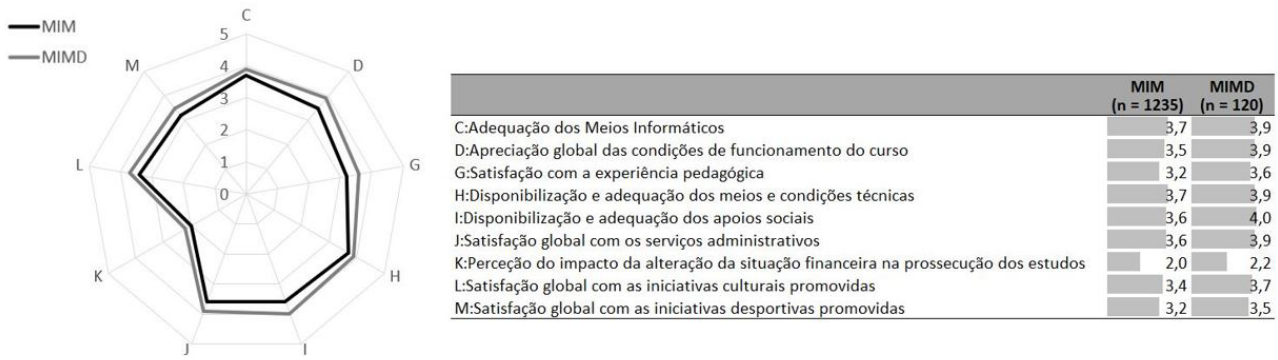 MIM
MIMD
C
D
G
H
I
J
K
L
M
5
4
3
2
1
0
MIM (n = 1235) MIMD (n = 120)
C:Adequação dos Meios Informáticos 3,7 3,9
D:Apreciação global das condições de funcionamento do curso 3,5 3,9
G:Satisfação com a experiência pedagógica 3,2 3,6
H:Disponibilização e adequação dos meios e condições técnicas 3,7 3,9
I:Disponibilização e adequação dos apoios sociais 3,6 4,0
J:Satisfação global com os serviços administrativos 3,6 3,9
K:Perceção do impacto da alteração da situação financeira na prossecução dos estudos 2,0 2,2
L:Satisfação global com as iniciativas culturais promovidas 3,4 3,7
M:Satisfação global com as iniciativas desportivas promovidas 3,2 3,5